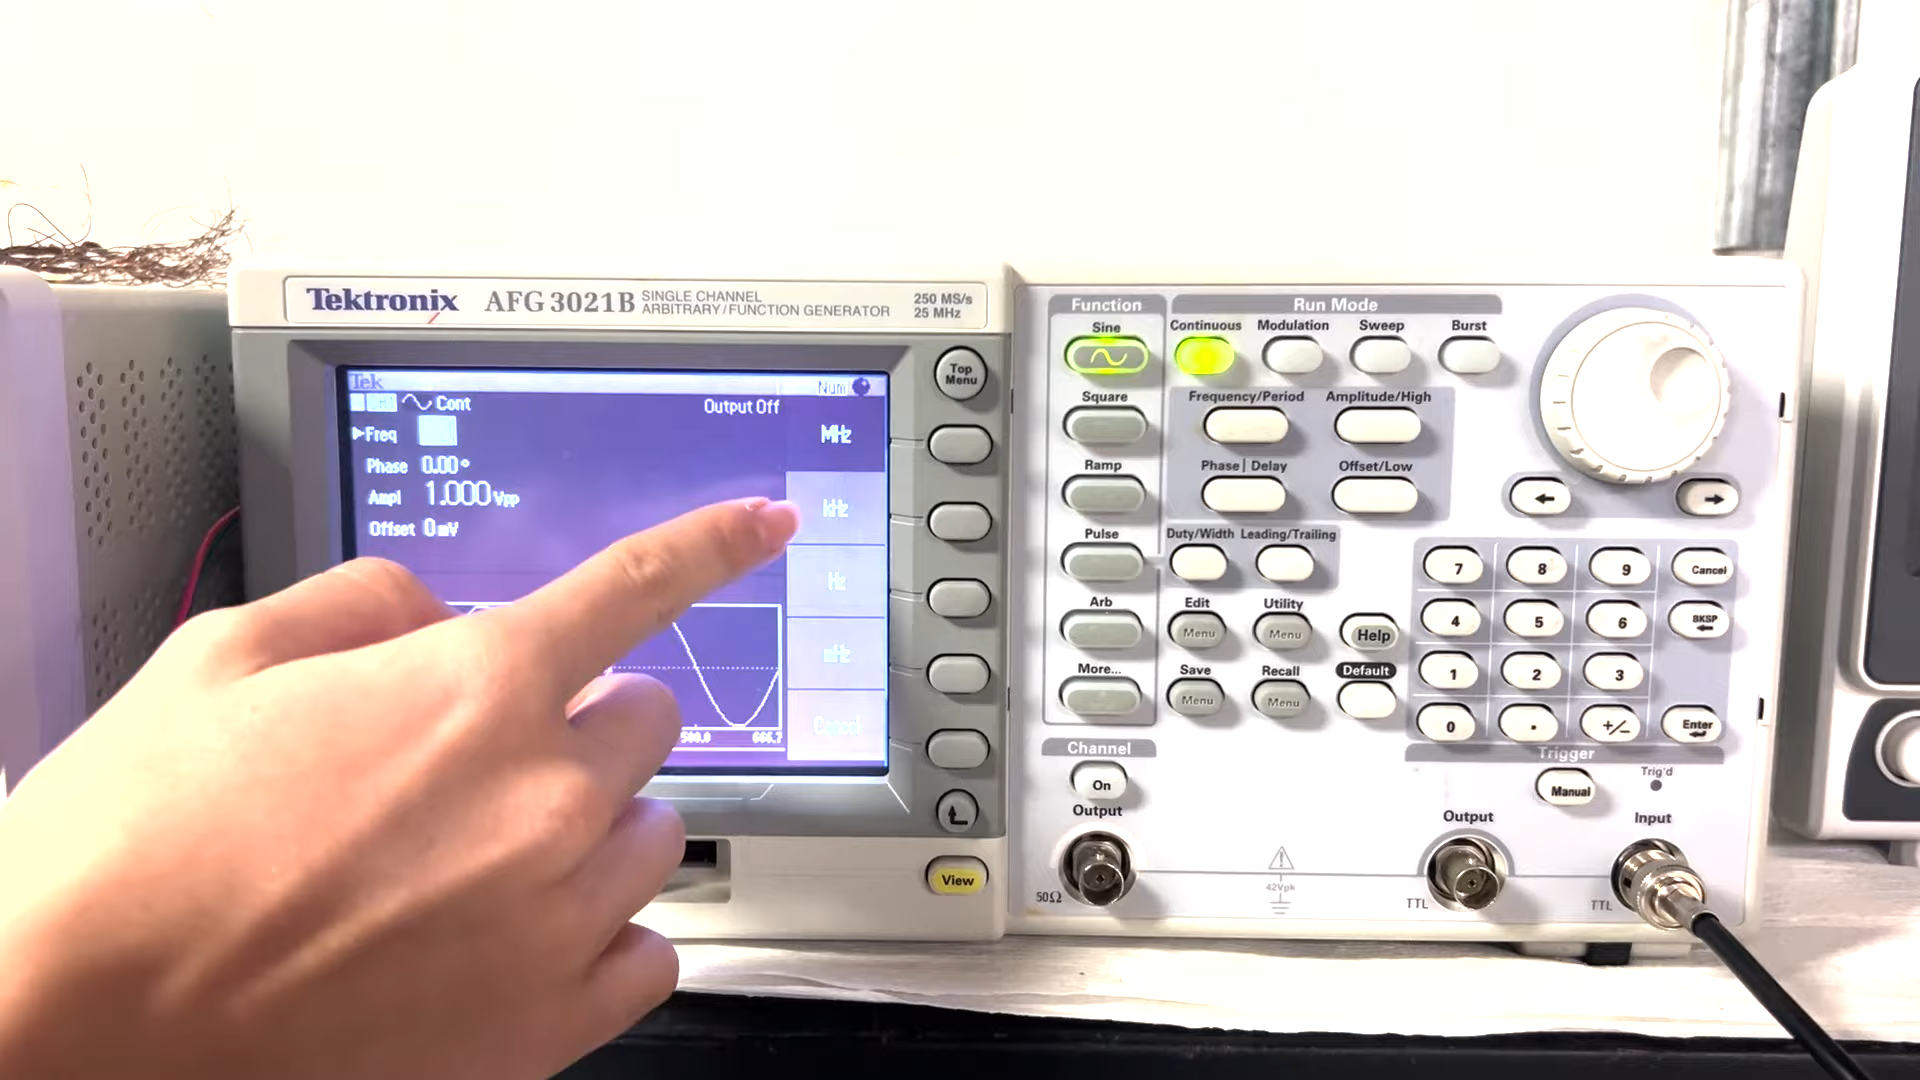 Tektronix AFG 3021B SINGLE CHANNEL ARBITRARY/FUNCTION GENERATOR 250 MS/s 25 MHz
Tek
Cont
Output Off
Freq
Phase 0.00°
Ampl 1.000 Vpp
Offset 0 mV
MHz
kHz
Hz
mHz
Cancel
500.0 666.7
Top Menu
View
Function
Sine
Square
Ramp
Pulse
Arb
More...
Run Mode
Continuous Modulation Sweep Burst
Frequency/Period Amplitude/High
Phase | Delay Offset/Low
Duty/Width Leading/Trailing
Edit Utility
Menu Menu Help
Save Recall Default
Menu Menu
7 8 9 Cancel
4 5 6 BKSP
1 2 3
0 . +/- Enter
Channel
On
Output
50Ω
42Vpk
Trigger
Manual
Trig'd
Output
TTL
Input
TTL